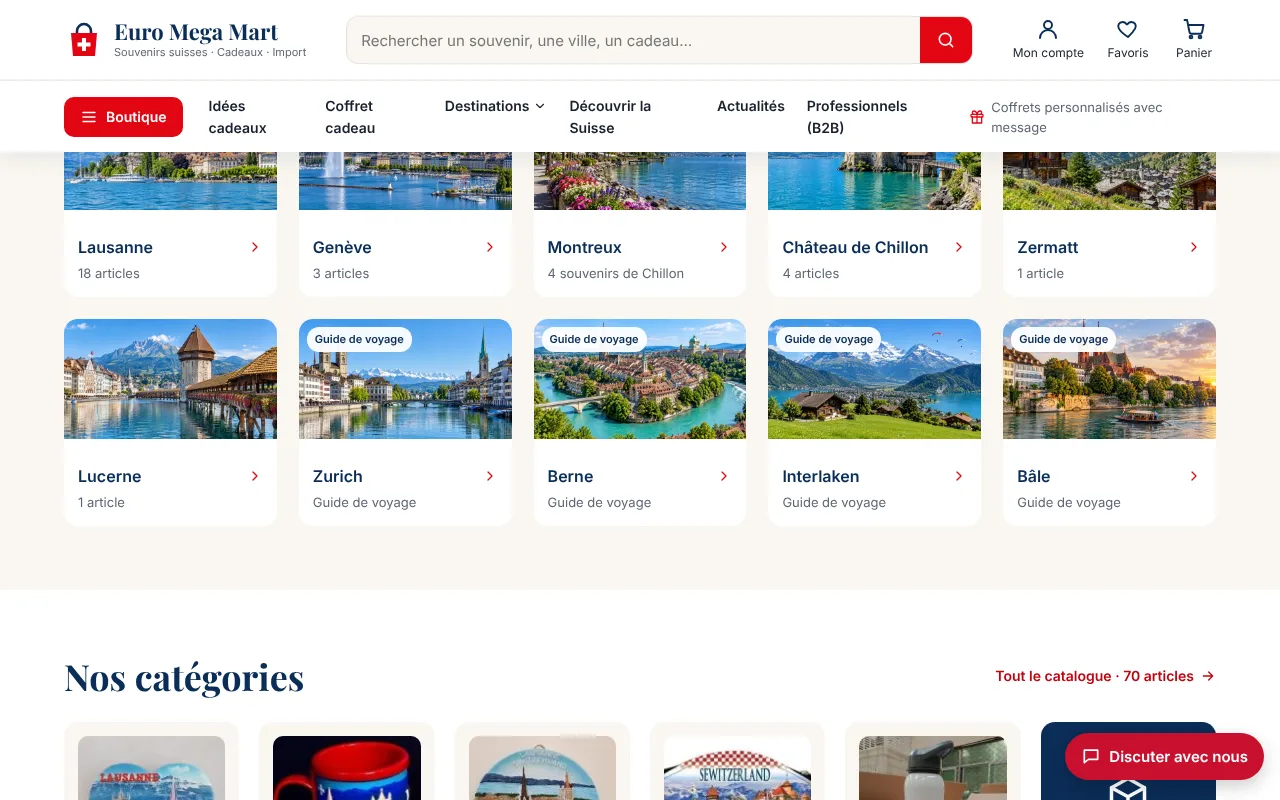 Euro Mega Mart
Souvenirs suisses · Cadeaux · Import
Rechercher un souvenir, une ville, un cadeau...
Mon compte
Favoris
Panier
Boutique
Idées cadeaux
Coffret cadeau
Destinations
Découvrir la Suisse
Actualités
Professionnels (B2B)
Coffrets personnalisés avec message
Lausanne
18 articles
Genève
3 articles
Montreux
4 souvenirs de Chillon
Château de Chillon
4 articles
Zermatt
1 article
Lucerne
1 article
Guide de voyage
Zurich
Guide de voyage
Guide de voyage
Berne
Guide de voyage
Guide de voyage
Interlaken
Guide de voyage
Guide de voyage
Bâle
Guide de voyage
Nos catégories
Tout le catalogue · 70 articles
LAUSANNE
SEWITZERLAND
Discuter avec nous